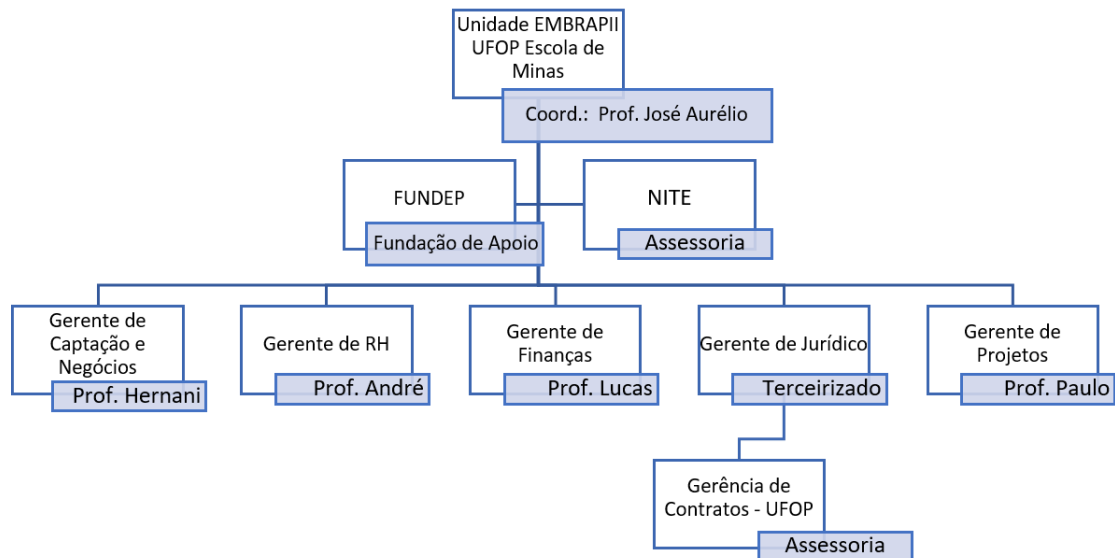 Unidade EMBRAPII
UFOP Escola de
Minas
Coord.: Prof. José Aurélio
FUNDEP
Fundação de Apoio
NITE
Assessoria
Gerente de
Captação e
Negócios
Prof. Hernani
Gerente de RH
Prof. André
Gerente de
Finanças
Prof. Lucas
Gerente de Jurídico
Terceirizado
Gerente de
Projetos
Prof. Paulo
Gerência de
Contratos - UFOP
Assessoria